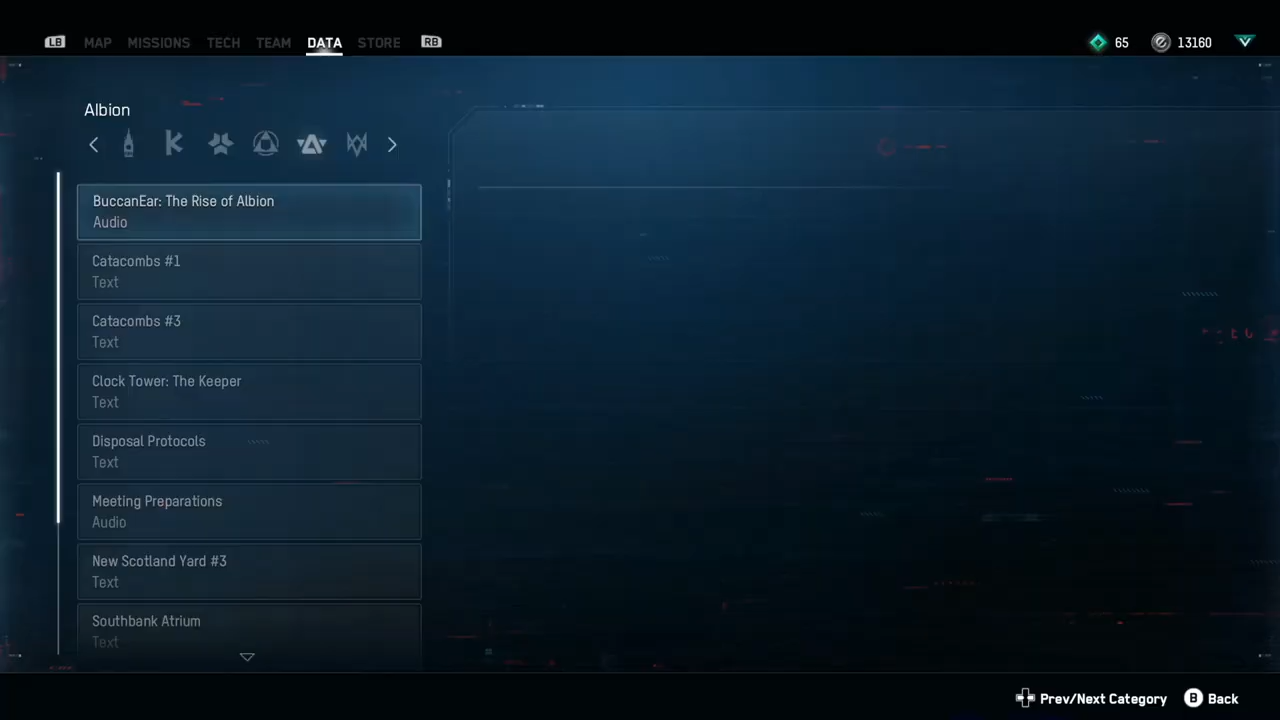 LB MAP MISSIONS TECH TEAM DATA STORE RB 65 13160
Albion
BuccanEar: The Rise of Albion
Audio
Catacombs #1
Text
Catacombs #3
Text
Clock Tower: The Keeper
Text
Disposal Protocols
Text
Meeting Preparations
Audio
New Scotland Yard #3
Text
Southbank Atrium
Text
Prev/Next Category B Back